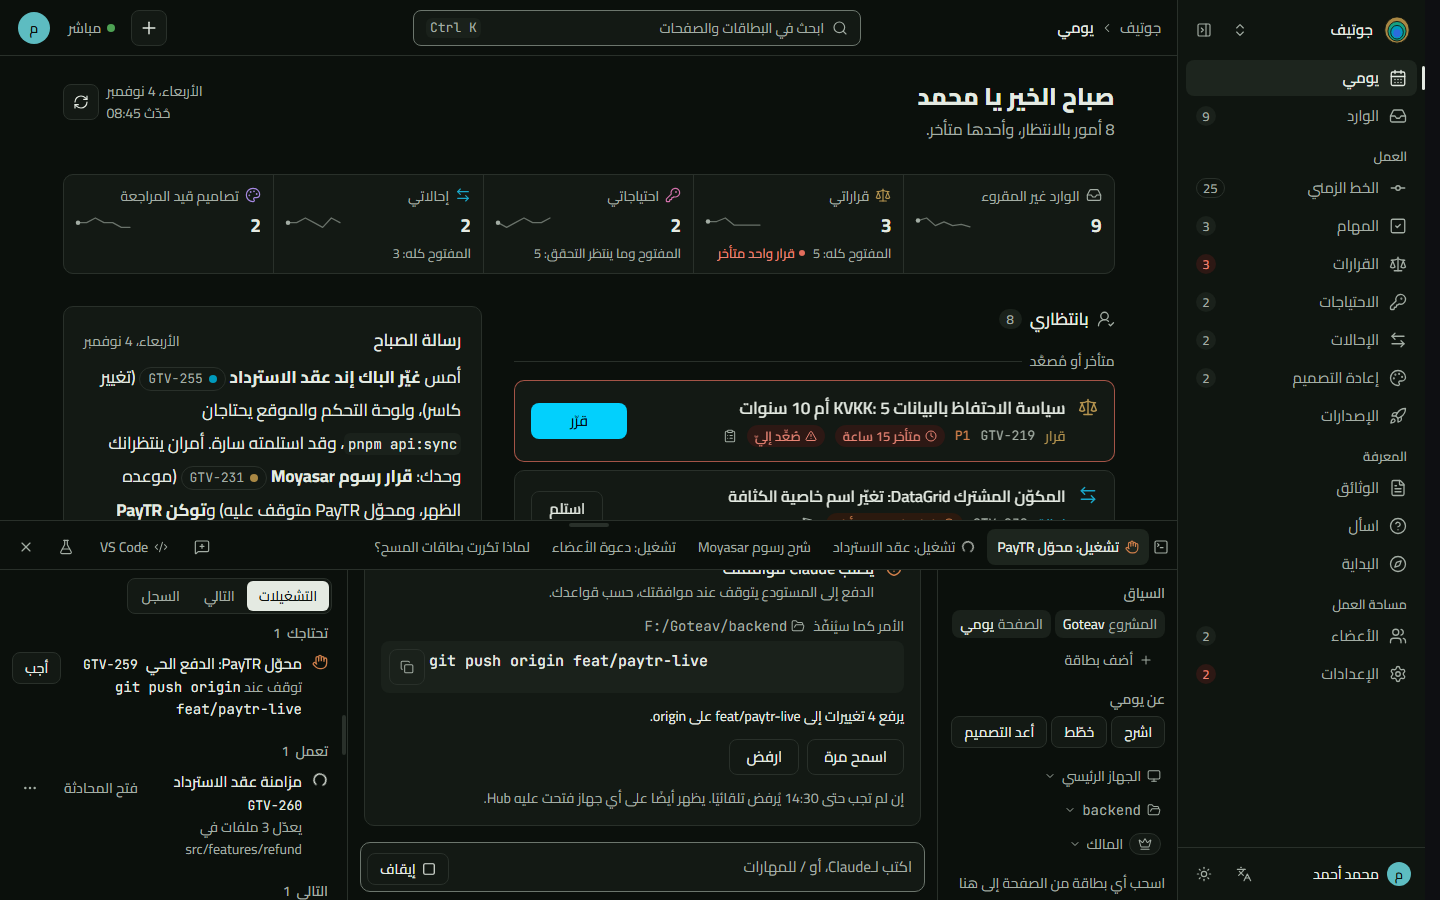 جوتيف
يومي
الوارد
9
العمل
الخط الزمني
25
المهام
3
القرارات
3
الاحتياجات
2
الإحالات
2
إعادة التصميم
2
الإصدارات
المعرفة
الوثائق
اسأل
البداية
مساحة العمل
الأعضاء
2
الإعدادات
2
محمد أحمد
م
جوتيف
يومي
ابحث في البطاقات والصفحات
Ctrl K
مباشر
م
صباح الخير يا محمد
8 أمور بالانتظار، وأحدها متأخر.
الأربعاء، 4 نوفمبر
حُدّث 08:45
الوارد غير المقروء
9
قراراتي
3
المفتوح كله: 5
قرار واحد متأخر
احتياجاتي
2
المفتوح وما ينتظر التحقق: 5
إحالاتي
2
المفتوح كله: 3
تصاميم قيد المراجعة
2
بانتظاري 8
متأخر أو مُصعَّد
سياسة الاحتفاظ بالبيانات KVKK: 5 أم 10 سنوات
قرار GTV-219 P1 متأخر 15 ساعة صُعِّد إليّ
قرّر
المكوّن المشترك DataGrid: تغيّر اسم خاصية الكثافة
استلم
رسالة الصباح
الأربعاء، 4 نوفمبر
أمس غيّر الباك إند عقد الاسترداد GTV-255 (تغيير
كاسر)، ولوحة التحكم والموقع يحتاجان
pnpm api:sync، وقد استلمته سارة. أمران ينتظرانك
وحدك: قرار رسوم Moyasar GTV-231 (موعده
الظهر، ومحوّل PayTR متوقف عليه) وتوكن PayTR
تشغيل: محوّل PayTR
تشغيل: عقد الاسترداد
شرح رسوم Moyasar
تشغيل: دعوة الأعضاء
لماذا تكررت بطاقات المسح؟
VS Code
السياق
المشروع Goteav
الصفحة يومي
أضف بطاقة
عن يومي
اشرح
خطّط
أعد التصميم
الجهاز الرئيسي
backend
المالك
اسحب أي بطاقة من الصفحة إلى هنا
يطلب Claude موافقتك
الدفع إلى المستودع يتوقف عند موافقتك، حسب قواعدك.
الأمر كما سيُنفَّذ F:/Goteav/backend
git push origin feat/paytr-live
يرفع 4 تغييرات إلى feat/paytr-live على origin.
اسمح مرة
ارفض
إن لم تجب حتى 14:30 يُرفض تلقائيًا. يظهر أيضًا على أي جهاز فتحت عليه Hub.
اكتب لـClaude، أو / للمهارات
إيقاف
التشغيلات
التالي
السجل
تحتاجك 1
محوّل PayTR: الدفع الحي GTV-259
توقف عند git push origin
feat/paytr-live
أجب
تعمل 1
مزامنة عقد الاسترداد
GTV-260
يعدّل 3 ملفات في
src/features/refund
فتح المحادثة
التالي 1